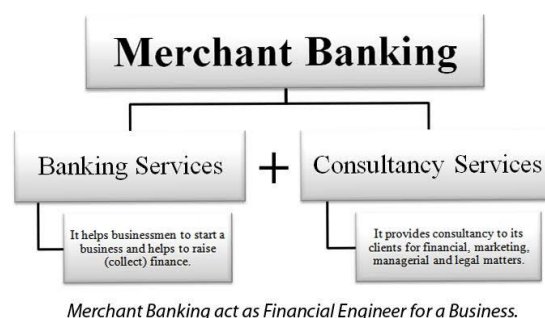 Merchant Banking
Banking Services
+
Consultancy Services
It helps businessmen to start a
business and helps to raise
(collect) finance.
It provides consultancy to its
clients for financial, marketing,
managerial and legal matters.
Merchant Banking act as Financial Engineer for a Business.